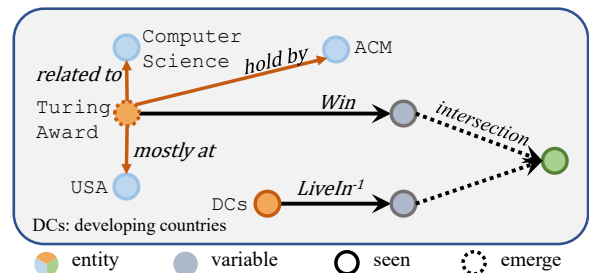 Computer
Science
ACM
related to
hold by
Turing
Award
Win
intersection
mostly at
USA
DCs
LiveIn⁻¹
DCs: developing countries
entity
variable
seen
emerge